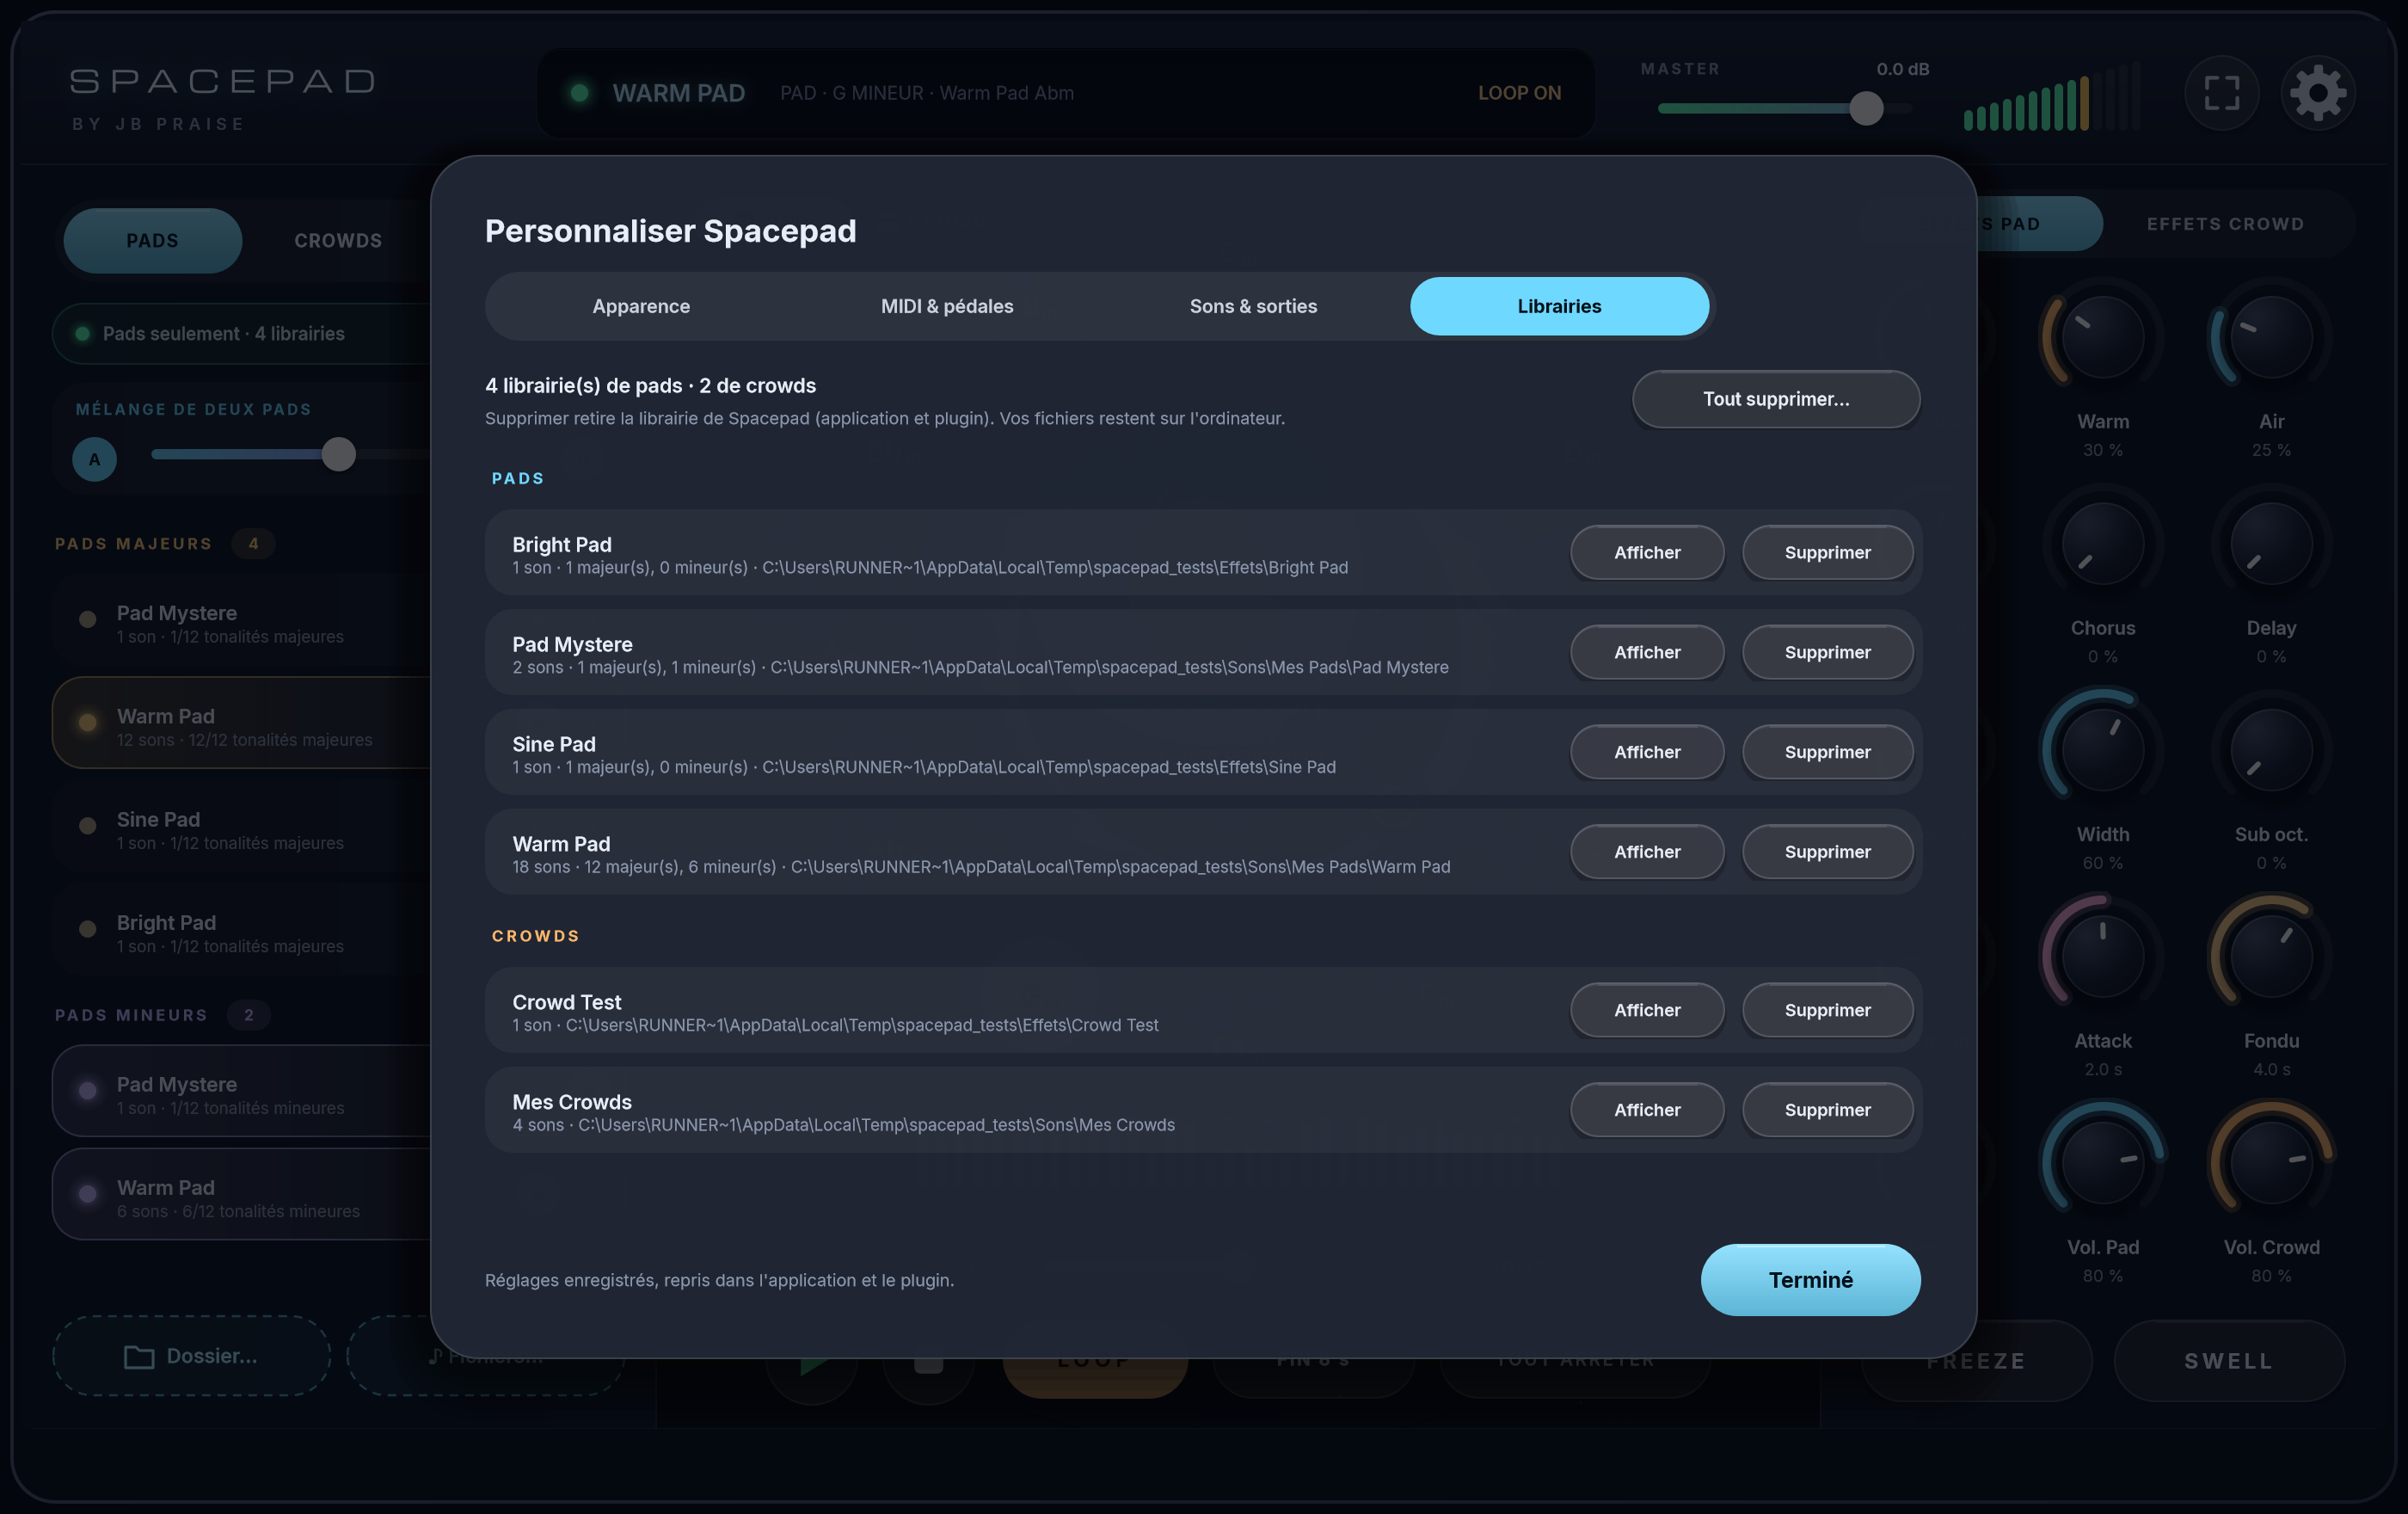 SPACEPAD
BY JB PRAISE
WARM PAD
PAD · G MINEUR · Warm Pad Abm
LOOP ON
MASTER
0.0 dB
PADS
CROWDS
S PAD
EFFETS CROWD
Pads seulement · 4 librairies
MÉLANGE DE DEUX PADS
A
PADS MAJEURS
4
Pad Mystere
1 son · 1/12 tonalités majeures
Warm Pad
12 sons · 12/12 tonalités majeures
Sine Pad
1 son · 1/12 tonalités majeures
Bright Pad
1 son · 1/12 tonalités majeures
PADS MINEURS
2
Pad Mystere
1 son · 1/12 tonalités mineures
Warm Pad
6 sons · 6/12 tonalités mineures
Dossier...
Personnaliser Spacepad
Apparence
MIDI & pédales
Sons & sorties
Librairies
4 librairie(s) de pads · 2 de crowds
Supprimer retire la librairie de Spacepad (application et plugin). Vos fichiers restent sur l'ordinateur.
Tout supprimer...
PADS
Bright Pad
1 son · 1 majeur(s), 0 mineur(s) · C:\Users\RUNNER~1\AppData\Local\Temp\spacepad_tests\Effets\Bright Pad
Afficher
Supprimer
Pad Mystere
2 sons · 1 majeur(s), 1 mineur(s) · C:\Users\RUNNER~1\AppData\Local\Temp\spacepad_tests\Sons\Mes Pads\Pad Mystere
Afficher
Supprimer
Sine Pad
1 son · 1 majeur(s), 0 mineur(s) · C:\Users\RUNNER~1\AppData\Local\Temp\spacepad_tests\Effets\Sine Pad
Afficher
Supprimer
Warm Pad
18 sons · 12 majeur(s), 6 mineur(s) · C:\Users\RUNNER~1\AppData\Local\Temp\spacepad_tests\Sons\Mes Pads\Warm Pad
Afficher
Supprimer
CROWDS
Crowd Test
1 son · C:\Users\RUNNER~1\AppData\Local\Temp\spacepad_tests\Effets\Crowd Test
Afficher
Supprimer
Mes Crowds
4 sons · C:\Users\RUNNER~1\AppData\Local\Temp\spacepad_tests\Sons\Mes Crowds
Afficher
Supprimer
Réglages enregistrés, repris dans l'application et le plugin.
Terminé
Warm
30 %
Air
25 %
Chorus
0 %
Delay
0 %
Width
60 %
Sub oct.
0 %
Attack
2.0 s
Fondu
4.0 s
Vol. Pad
80 %
Vol. Crowd
80 %
LOOP
FIN 8 s
TOUT ARRÊTER
FREEZE
SWELL